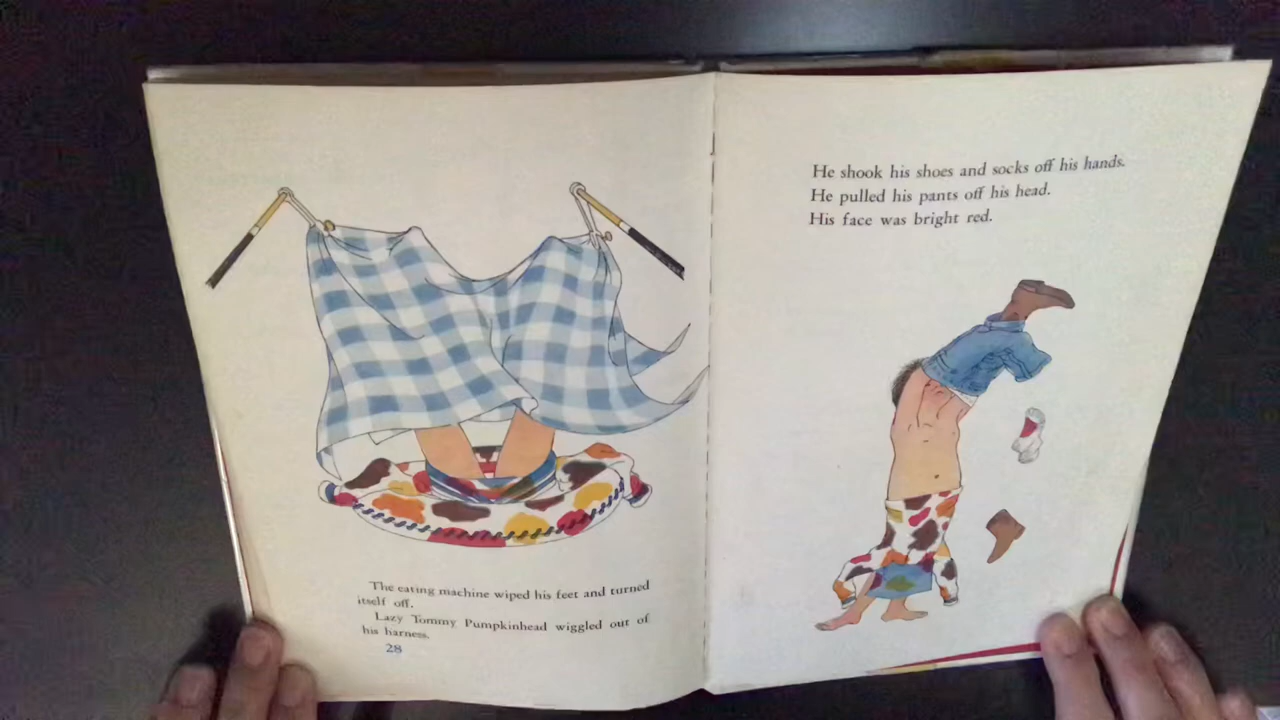 The eating machine wiped his feet and turned
itself off.
Lazy Tommy Pumpkinhead wiggled out of
his harness.
28
He shook his shoes and socks off his hands.
He pulled his pants off his head.
His face was bright red.